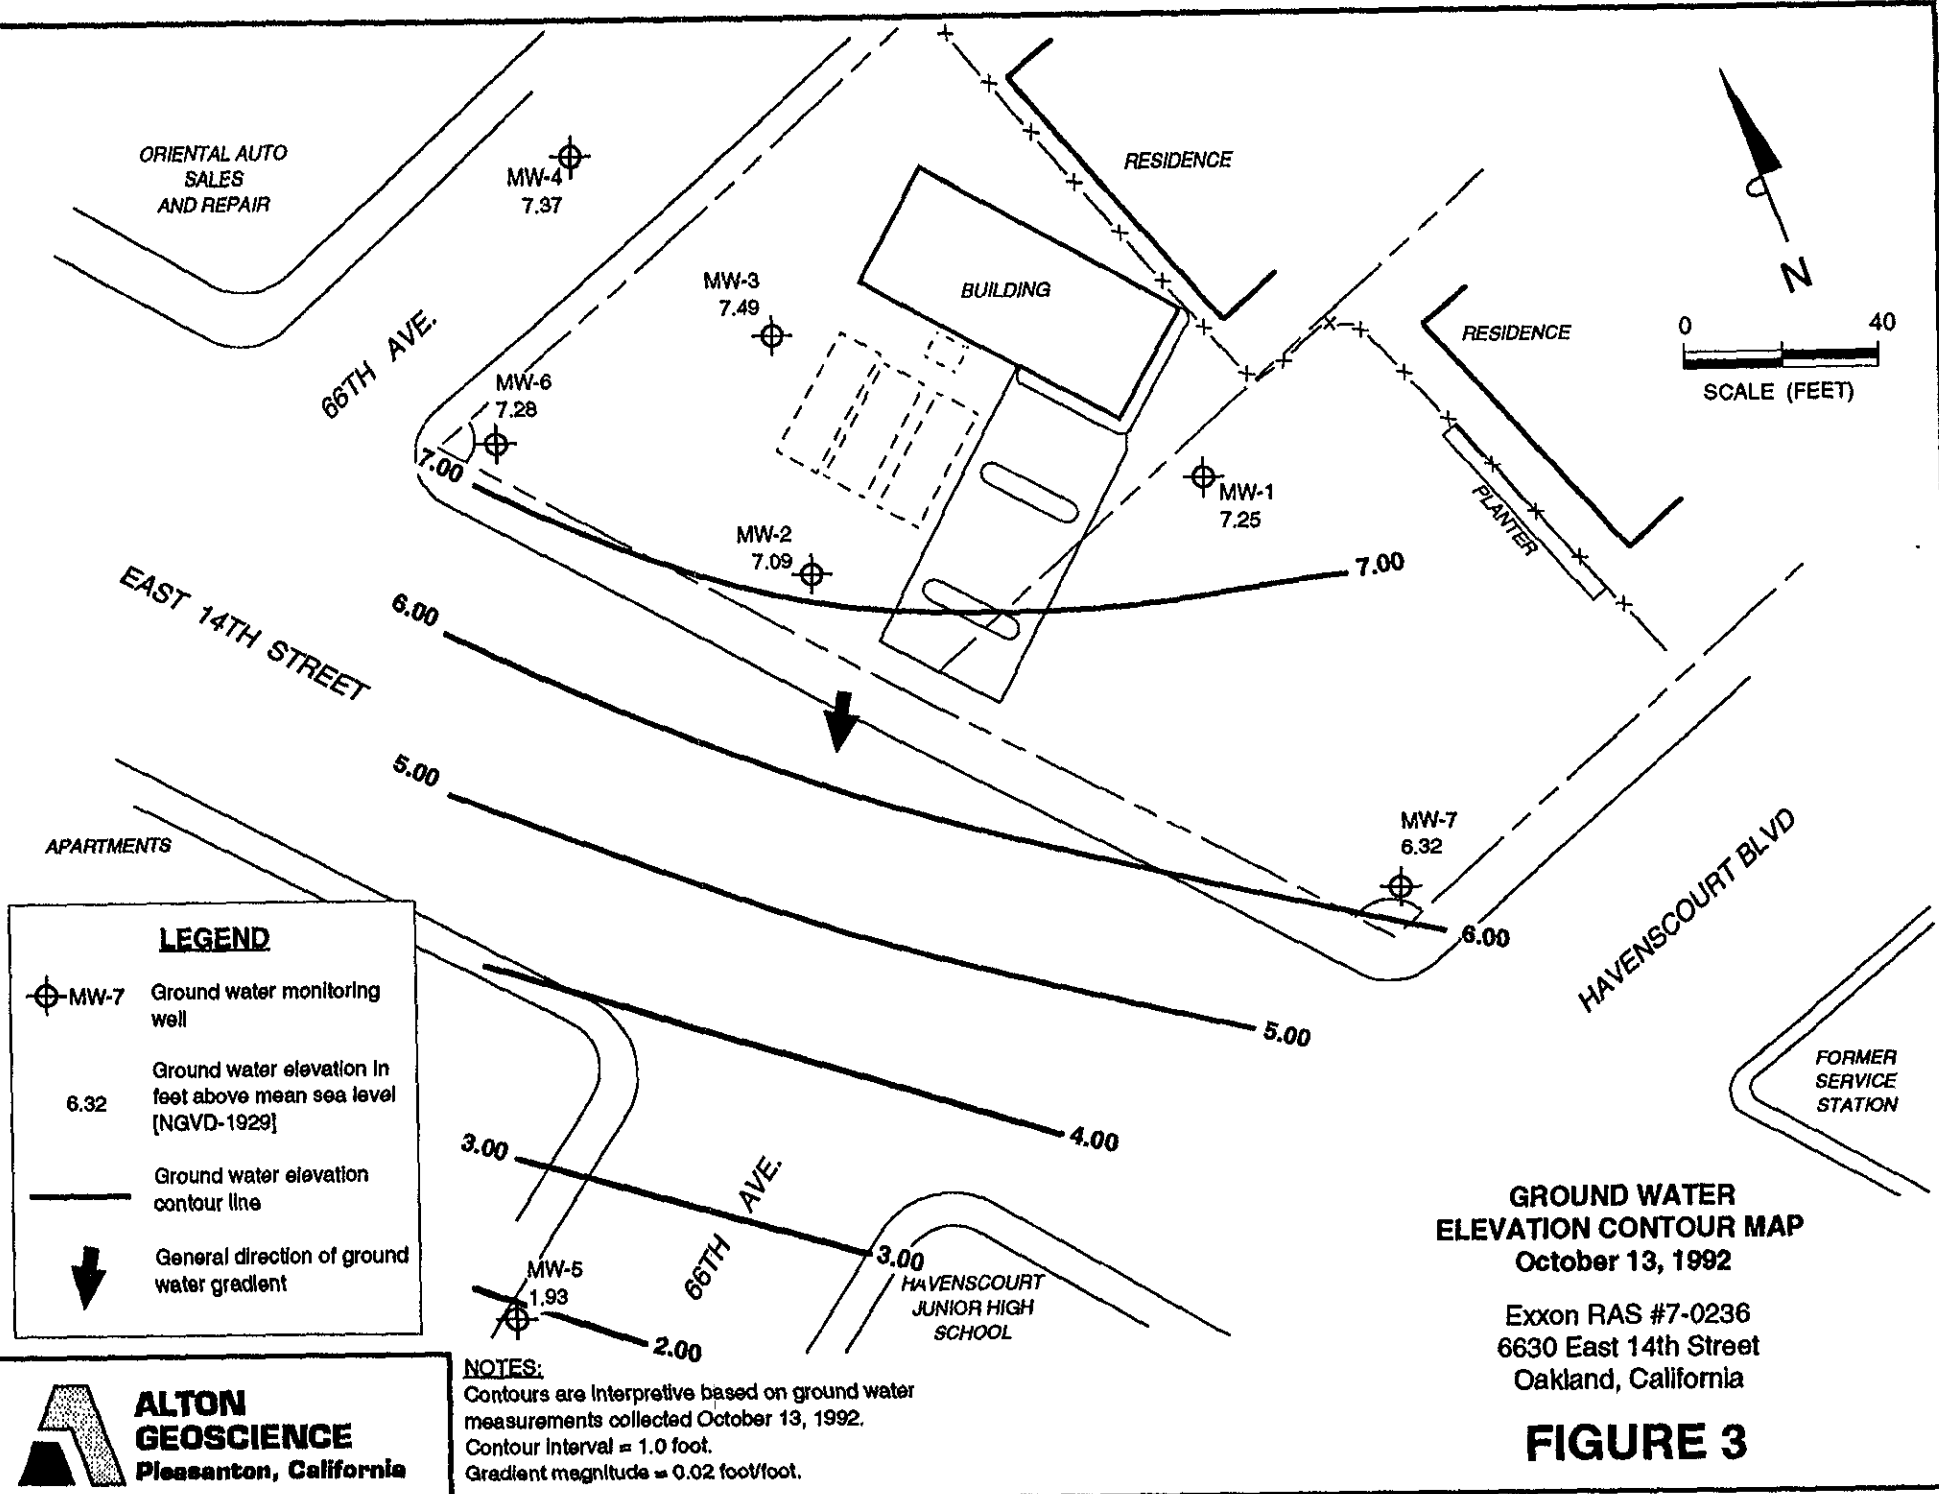 ORIENTAL AUTO
SALES
AND REPAIR
MW-4
7.37
RESIDENCE
N
BUILDING
MW-3
7.49
RESIDENCE
0 40
SCALE (FEET)
66TH AVE.
MW-6
7.28
7.00
MW-1
7.25
PLANTER
MW-2
7.09
7.00
EAST 14TH STREET
6.00
5.00
MW-7
6.32
HAVENSCOURT BLVD
6.00
APARTMENTS
5.00
FORMER
SERVICE
STATION
4.00
3.00
66TH AVE.
3.00
HAVENSCOURT
JUNIOR HIGH
SCHOOL
MW-5
1.93
2.00
LEGEND
MW-7 Ground water monitoring
well
6.32
Ground water elevation in
feet above mean sea level
[NGVD-1929]
Ground water elevation
contour line
General direction of ground
water gradient
GROUND WATER
ELEVATION CONTOUR MAP
October 13, 1992
Exxon RAS #7-0236
6630 East 14th Street
Oakland, California
FIGURE 3
ALTON
GEOSCIENCE
Pleasanton, California
NOTES:
Contours are interpretive based on ground water
measurements collected October 13, 1992.
Contour interval = 1.0 foot.
Gradient magnitude = 0.02 foot/foot.